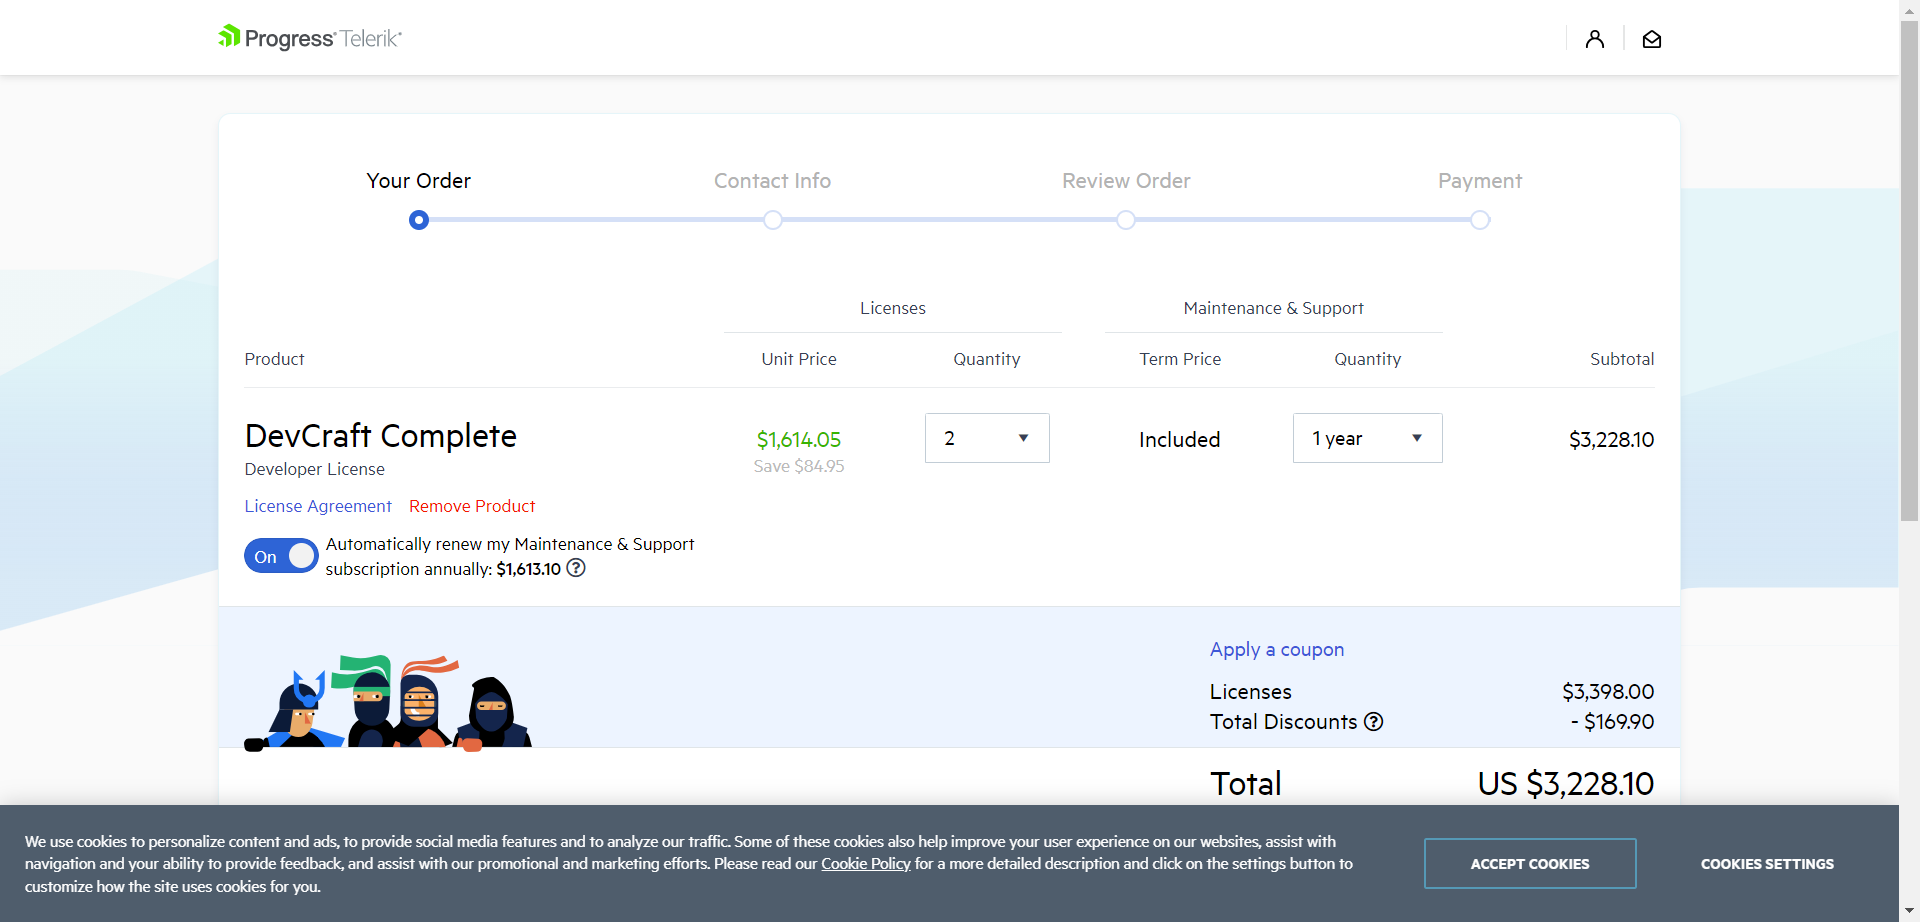 Progress Telerik
Your Order
Contact Info
Review Order
Payment
Licenses
Maintenance & Support
Product
Unit Price
Quantity
Term Price
Quantity
Subtotal
DevCraft Complete
Developer License
$1,614.05
Save $84.95
2
Included
1 year
$3,228.10
License Agreement
Remove Product
On
Automatically renew my Maintenance & Support
subscription annually: $1,613.10 ?
Apply a coupon
Licenses
$3,398.00
Total Discounts ?
- $169.90
Total
US $3,228.10
We use cookies to personalize content and ads, to provide social media features and to analyze our traffic. Some of these cookies also help improve your user experience on our websites, assist with
navigation and your ability to provide feedback, and assist with our promotional and marketing efforts. Please read our Cookie Policy for a more detailed description and click on the settings button to
customize how the site uses cookies for you.
ACCEPT COOKIES
COOKIES SETTINGS